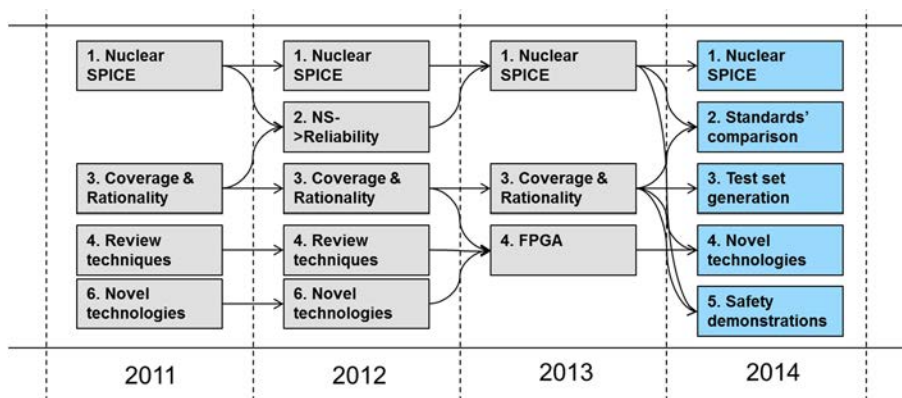 1. Nuclear
SPICE
3. Coverage &
Rationality
4. Review
techniques
6. Novel
technologies
2011
1. Nuclear
SPICE
2. NS-
>Reliability
3. Coverage &
Rationality
4. Review
techniques
6. Novel
technologies
2012
1. Nuclear
SPICE
3. Coverage &
Rationality
4. FPGA
2013
1. Nuclear
SPICE
2. Standards’
comparison
3. Test set
generation
4. Novel
technologies
5. Safety
demonstrations
2014